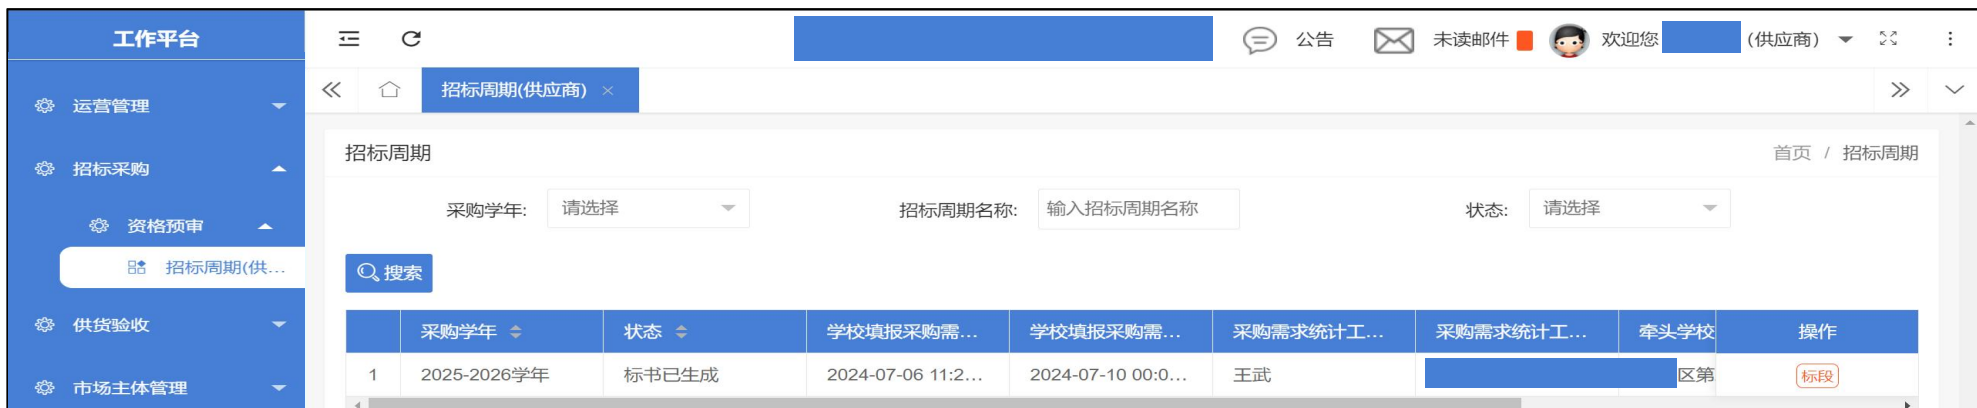 工作平台
公告 未读邮件 欢迎您 (供应商)
招标周期(供应商) ×
运营管理
招标采购
资格预审
招标周期(供...
供货验收
市场主体管理
招标周期
首页 / 招标周期
采购学年: 请选择 招标周期名称: 输入招标周期名称 状态: 请选择
搜索
采购学年 状态 学校填报采购需... 学校填报采购需... 采购需求统计工... 采购需求统计工... 牵头学校 操作
1 2025-2026学年 标书已生成 2024-07-06 11:2... 2024-07-10 00:0... 王武 区第 标段